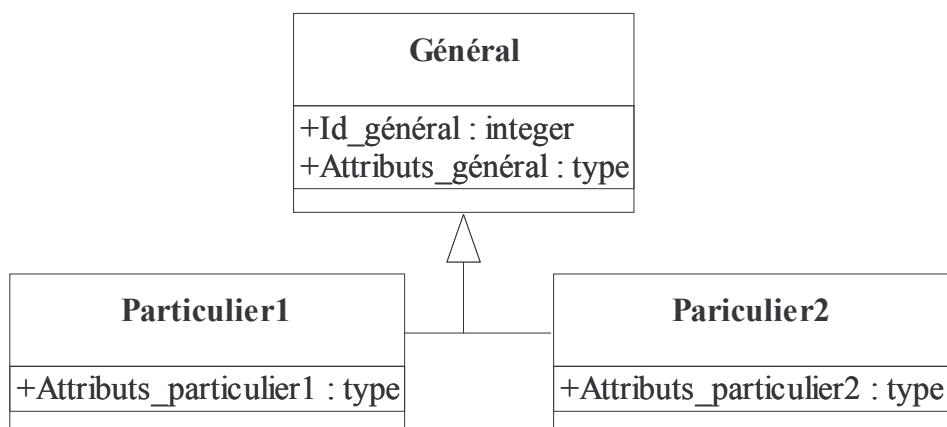 Général
+Id_général : integer
+Attributs_général : type
Particulier1
+Attributs_particulier1 : type
Pariculier2
+Attributs_particulier2 : type